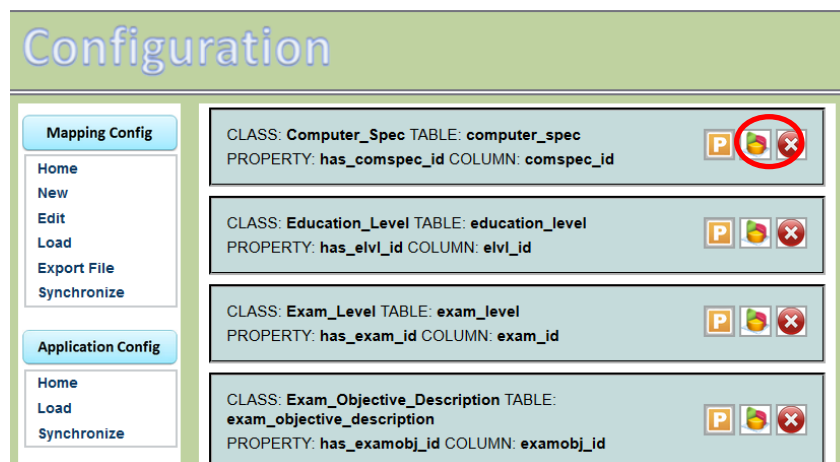 Configuration
Mapping Config
Home
New
Edit
Load
Export File
Synchronize
Application Config
Home
Load
Synchronize
CLASS: Computer_Spec TABLE: computer_spec
PROPERTY: has_comspec_id COLUMN: comspec_id
P
CLASS: Education_Level TABLE: education_level
PROPERTY: has_elvl_id COLUMN: elvl_id
P
CLASS: Exam_Level TABLE: exam_level
PROPERTY: has_exam_id COLUMN: exam_id
P
CLASS: Exam_Objective_Description TABLE:
exam_objective_description
PROPERTY: has_examobj_id COLUMN: examobj_id
P